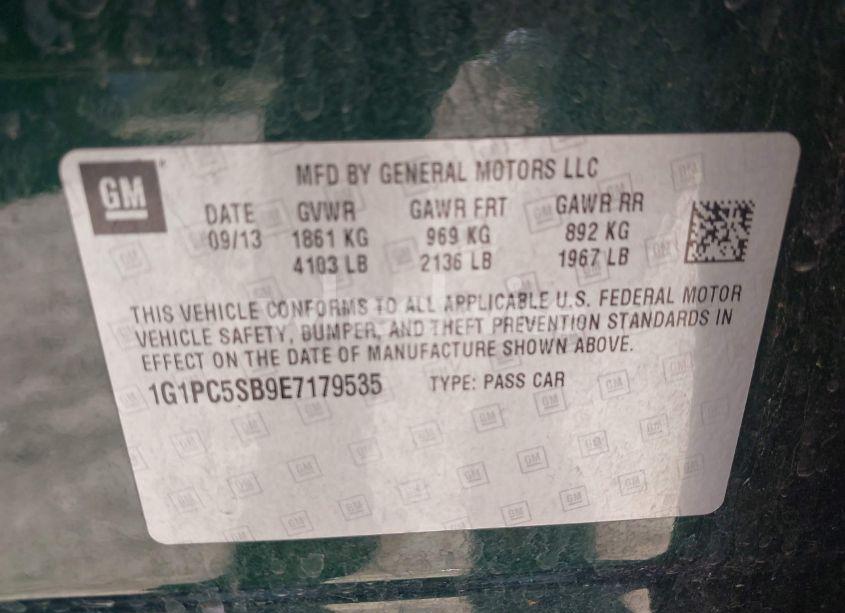 GM
MFD BY GENERAL MOTORS LLC
DATE GVWR GAWR FRT GAWR RR
09/13 1861 KG 969 KG 892 KG
4103 LB 2136 LB 1967 LB
THIS VEHICLE CONFORMS TO ALL APPLICABLE U.S. FEDERAL MOTOR
VEHICLE SAFETY, BUMPER, AND THEFT PREVENTION STANDARDS IN
EFFECT ON THE DATE OF MANUFACTURE SHOWN ABOVE.
1G1PC5SB9E7179535 TYPE: PASS CAR